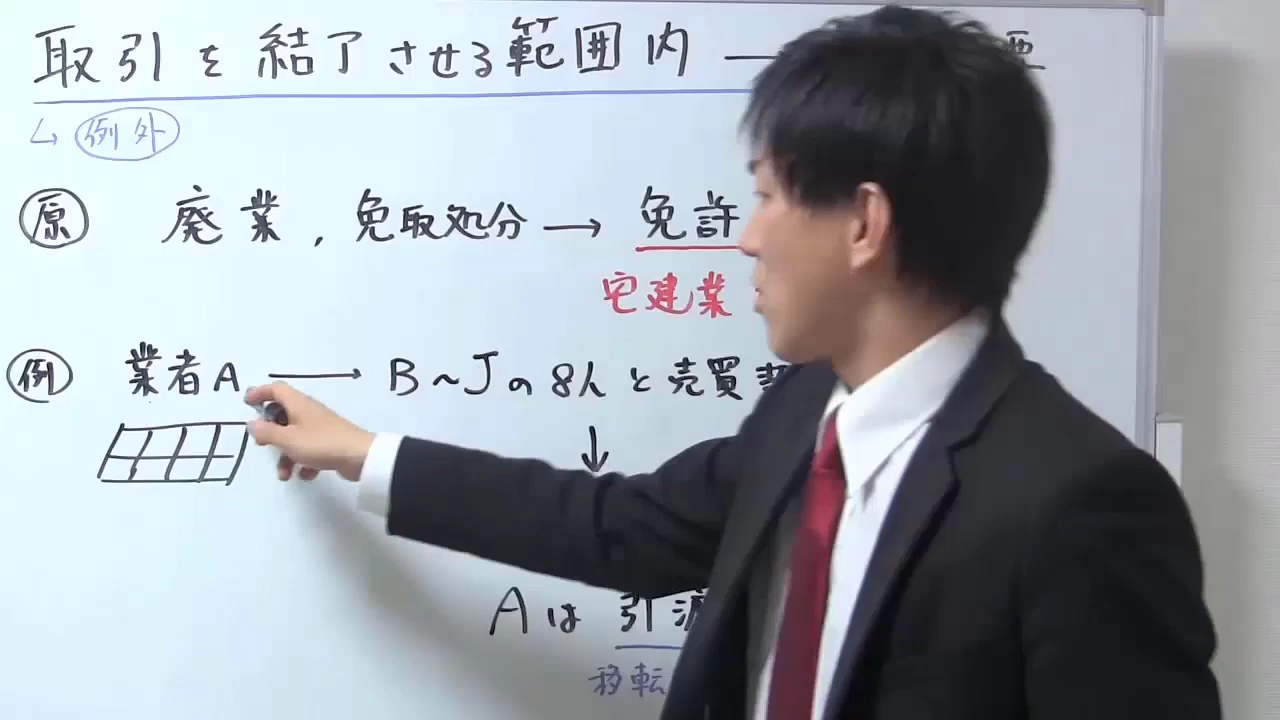 取引を結了させる範囲内 —
↳ 例外
原 廃業, 免取処分 → 免許
宅建業
例 業者A → B～Jの8人と売買
↓
Aは引渡
移転